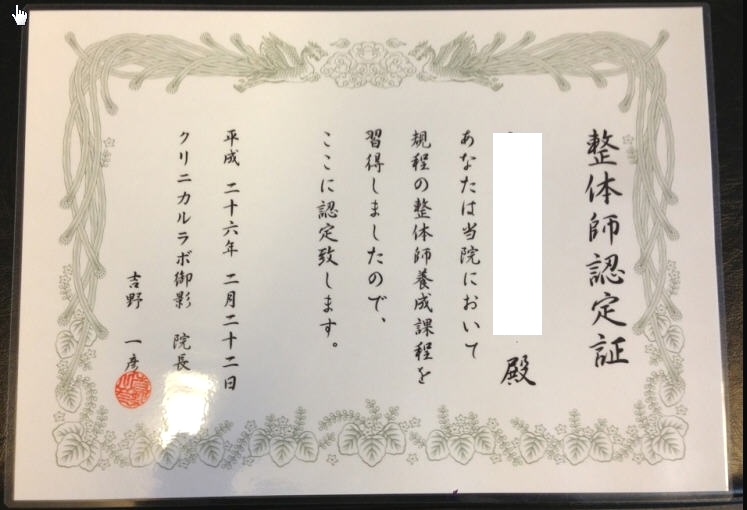 整体師認定証
殿
あなたは当院において
規程の整体師養成課程を
習得しましたので、
ここに認定致します。
平成 二十六年 二月二十二日
クリニカルラボ御影 院長
吉野 一彦